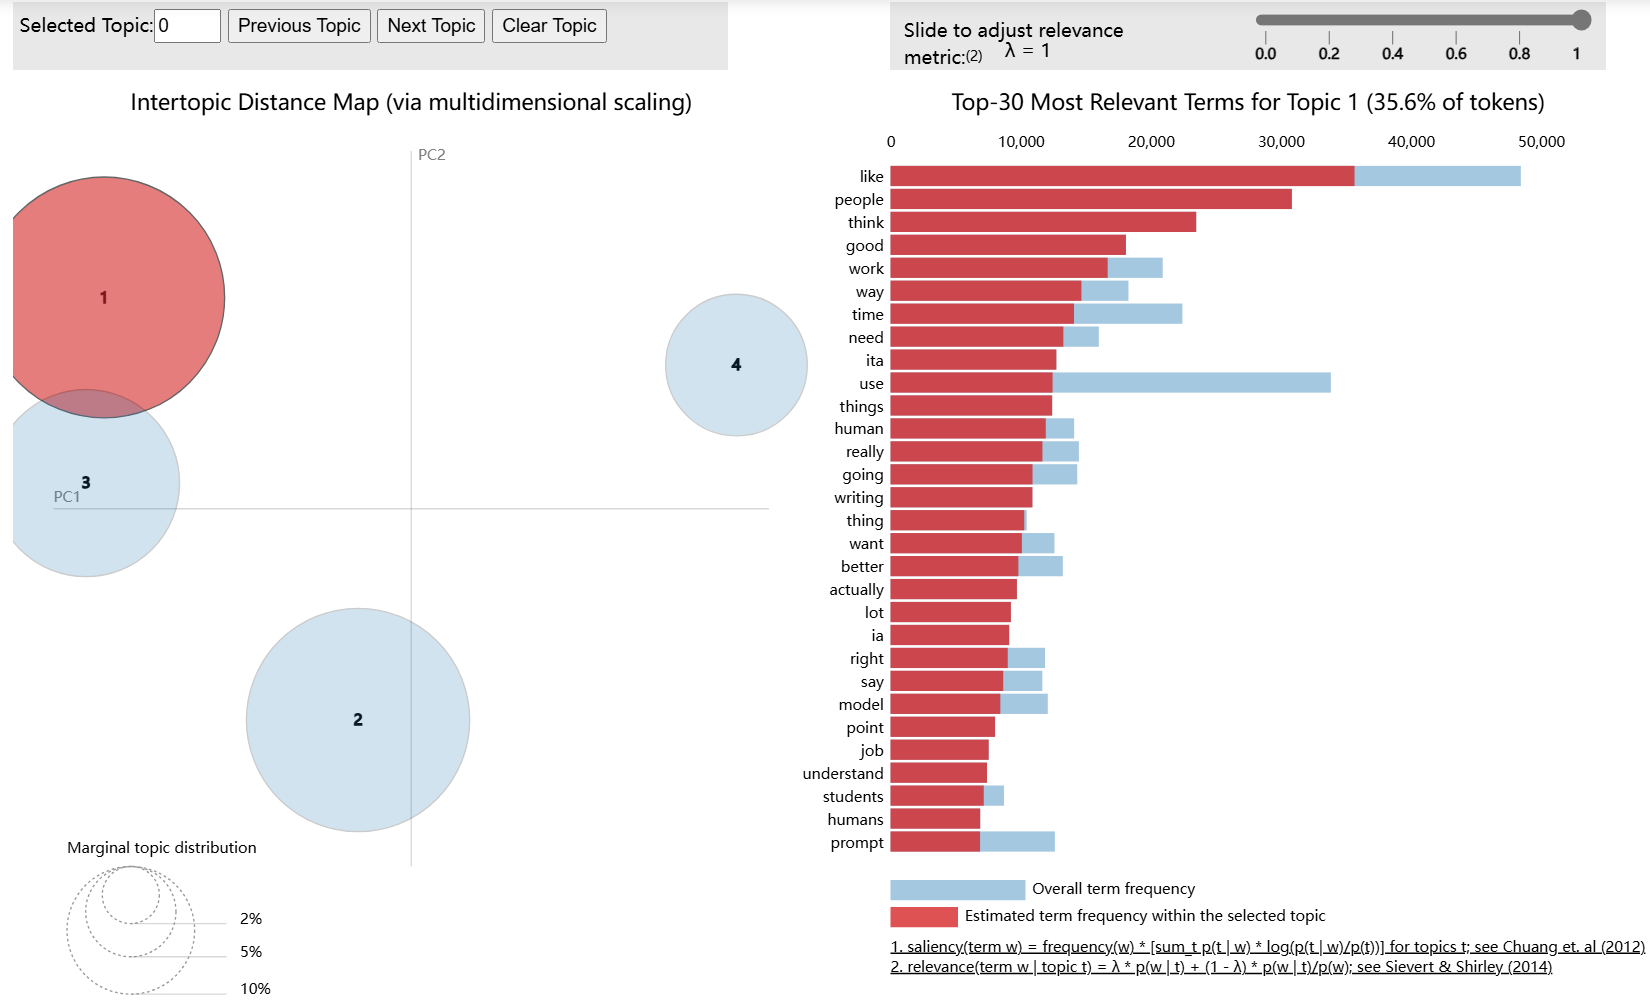 Selected Topic: 0 Previous Topic Next Topic Clear Topic
Slide to adjust relevance
metric:(2) λ = 1
0.0 0.2 0.4 0.6 0.8 1
Intertopic Distance Map (via multidimensional scaling)
PC2
PC1
1
2
3
4
Marginal topic distribution
2%
5%
10%
Top-30 Most Relevant Terms for Topic 1 (35.6% of tokens)
0 10,000 20,000 30,000 40,000 50,000
like
people
think
good
work
way
time
need
ita
use
things
human
really
going
writing
thing
want
better
actually
lot
ia
right
say
model
point
job
understand
students
humans
prompt
Overall term frequency
Estimated term frequency within the selected topic
1. saliency(term w) = frequency(w) * [sum_t p(t | w) * log(p(t | w)/p(t))] for topics t; see Chuang et. al (2012)
2. relevance(term w | topic t) = λ * p(w | t) + (1 - λ) * p(w | t)/p(w); see Sievert & Shirley (2014)